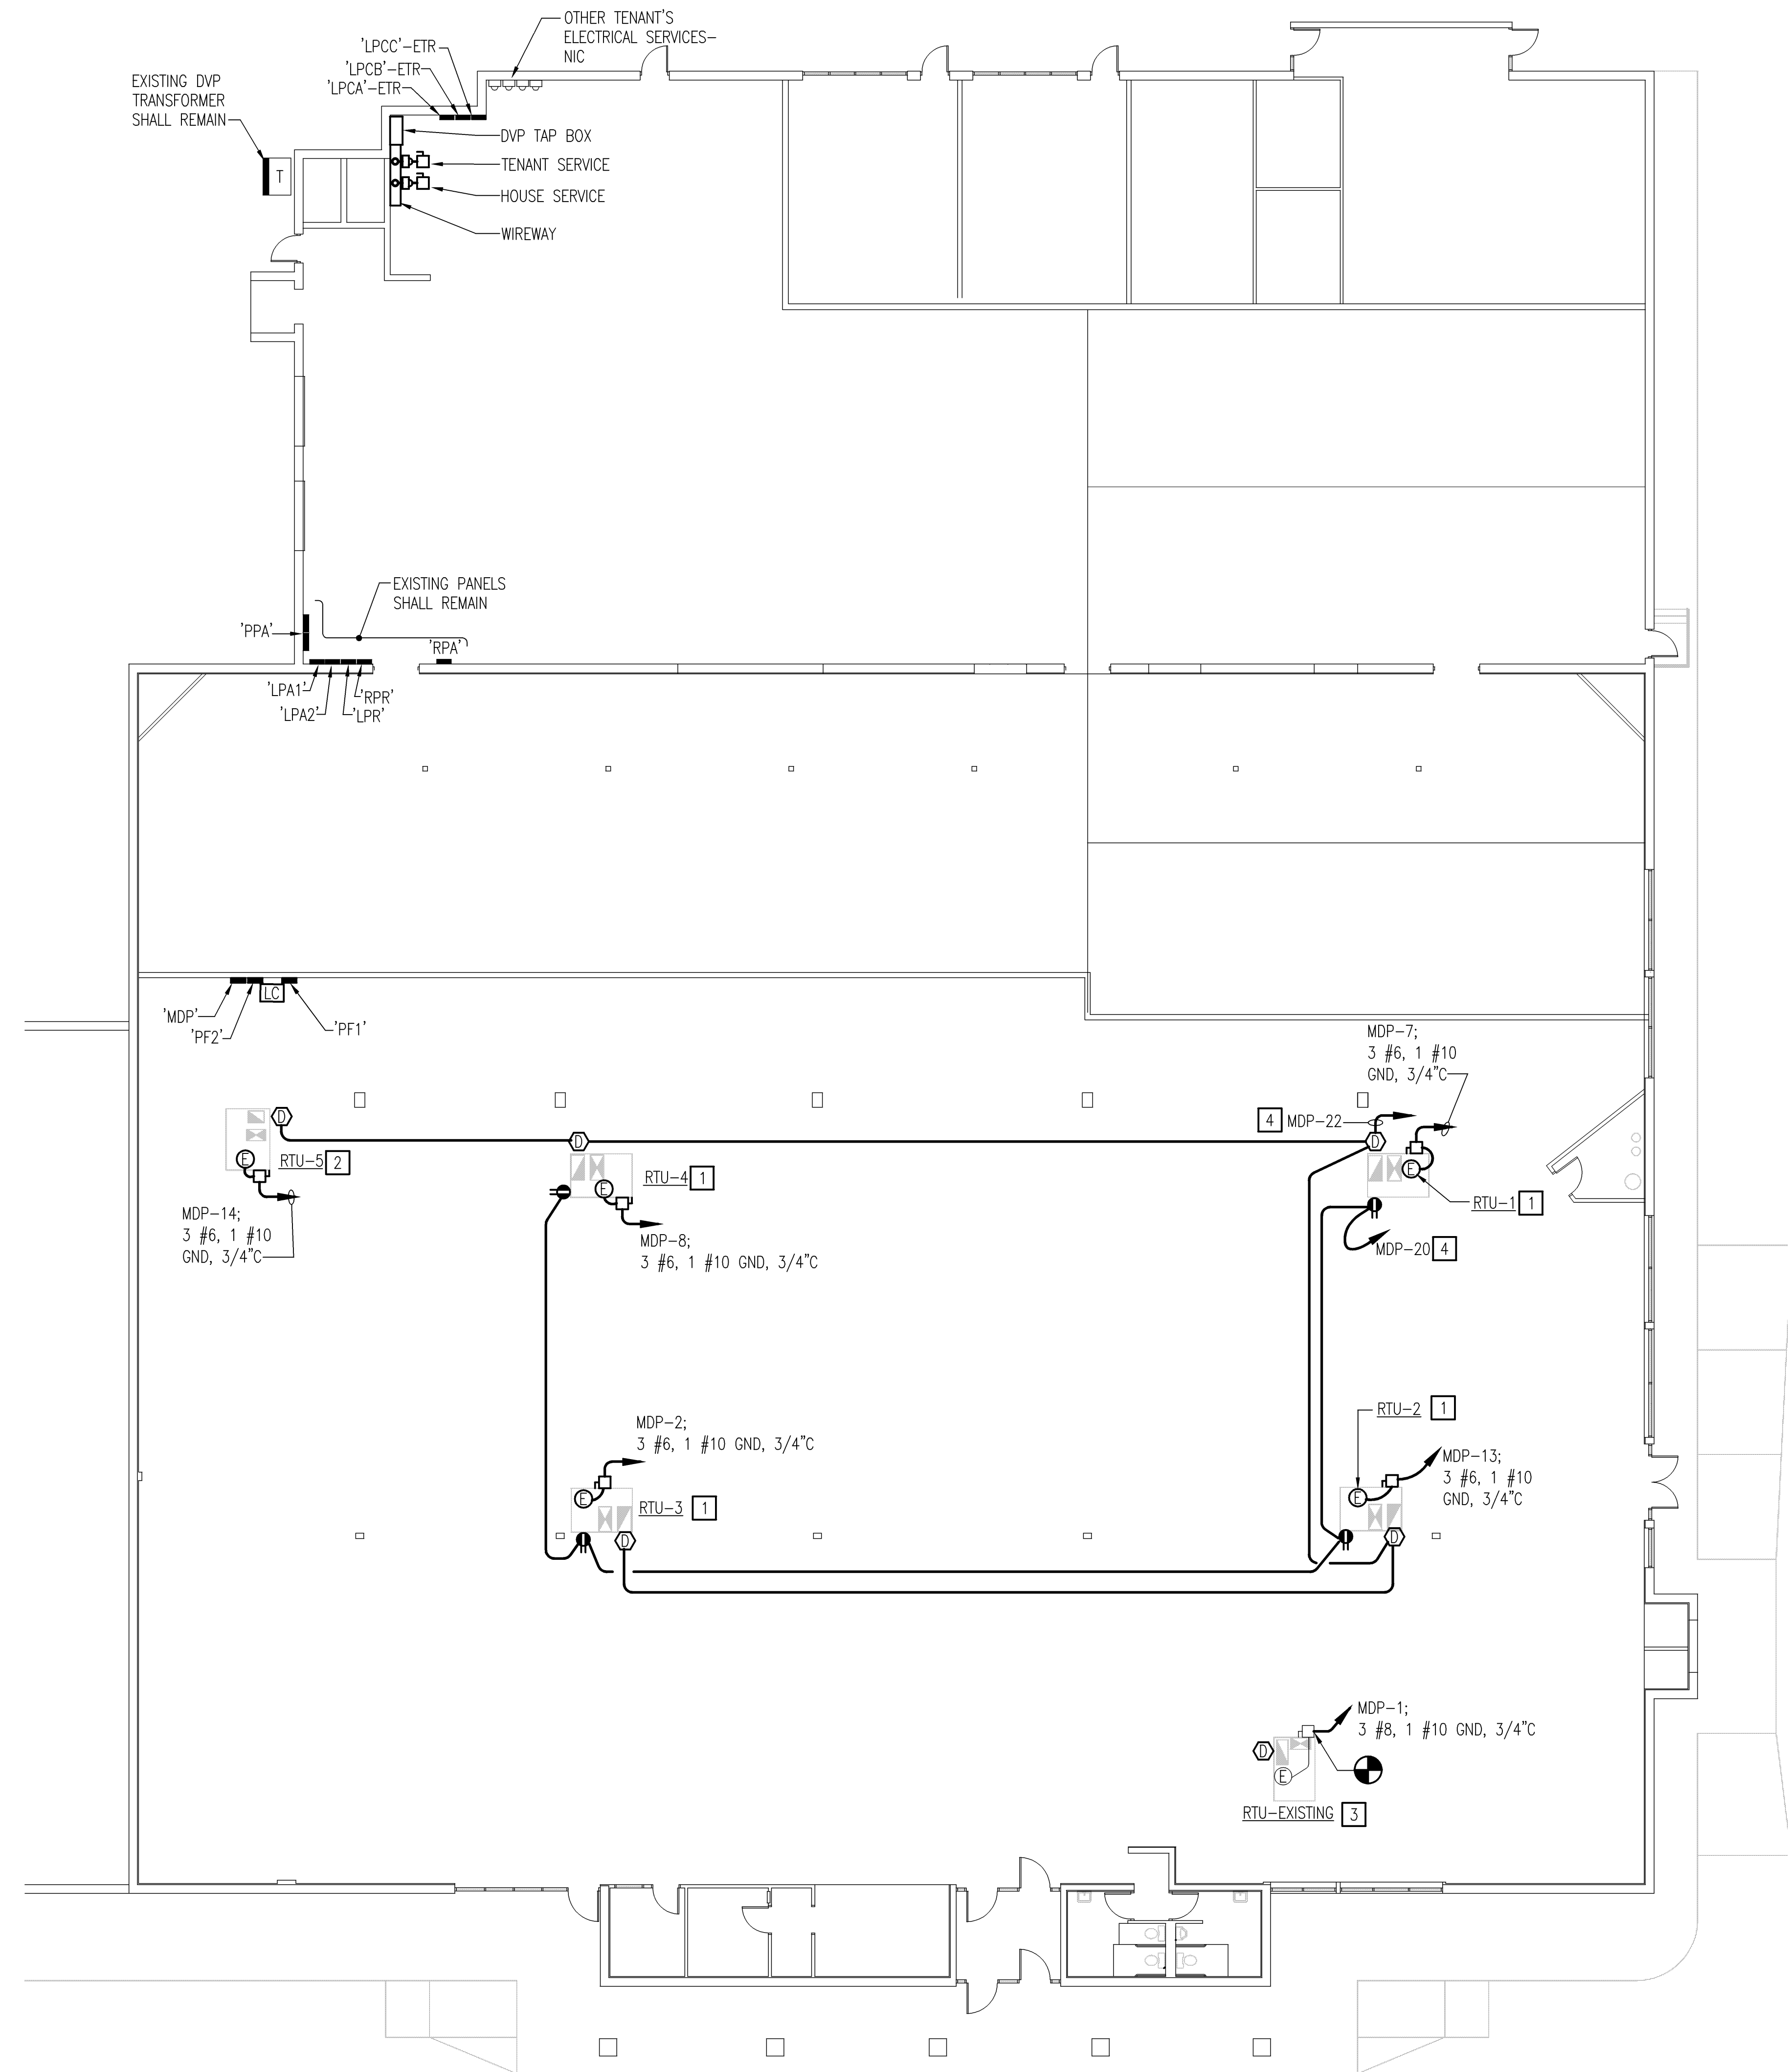 OTHER TENANT'S
ELECTRICAL SERVICES–
NIC
'LPCC'–ETR
'LPCB'–ETR
'LPCA'–ETR
EXISTING DVP
TRANSFORMER
SHALL REMAIN
T
DVP TAP BOX
TENANT SERVICE
HOUSE SERVICE
WIREWAY
EXISTING PANELS
SHALL REMAIN
'PPA'
'RPA'
'LPA1'
'RPR'
'LPA2'
'LPR'
LC
'MDP'
'PF2'
'PF1'
MDP–7;
3 #6, 1 #10
GND, 3/4"C
4 MDP–22
D
D
D
E
RTU–5 2
E
RTU–4 1
E
RTU–1 1
MDP–14;
3 #6, 1 #10
GND, 3/4"C
MDP–8;
3 #6, 1 #10 GND, 3/4"C
MDP–20 4
MDP–2;
3 #6, 1 #10 GND, 3/4"C
RTU–2 1
MDP–13;
3 #6, 1 #10
GND, 3/4"C
E
RTU–3 1
E
D
D
MDP–1;
3 #8, 1 #10 GND, 3/4"C
D
E
RTU–EXISTING 3